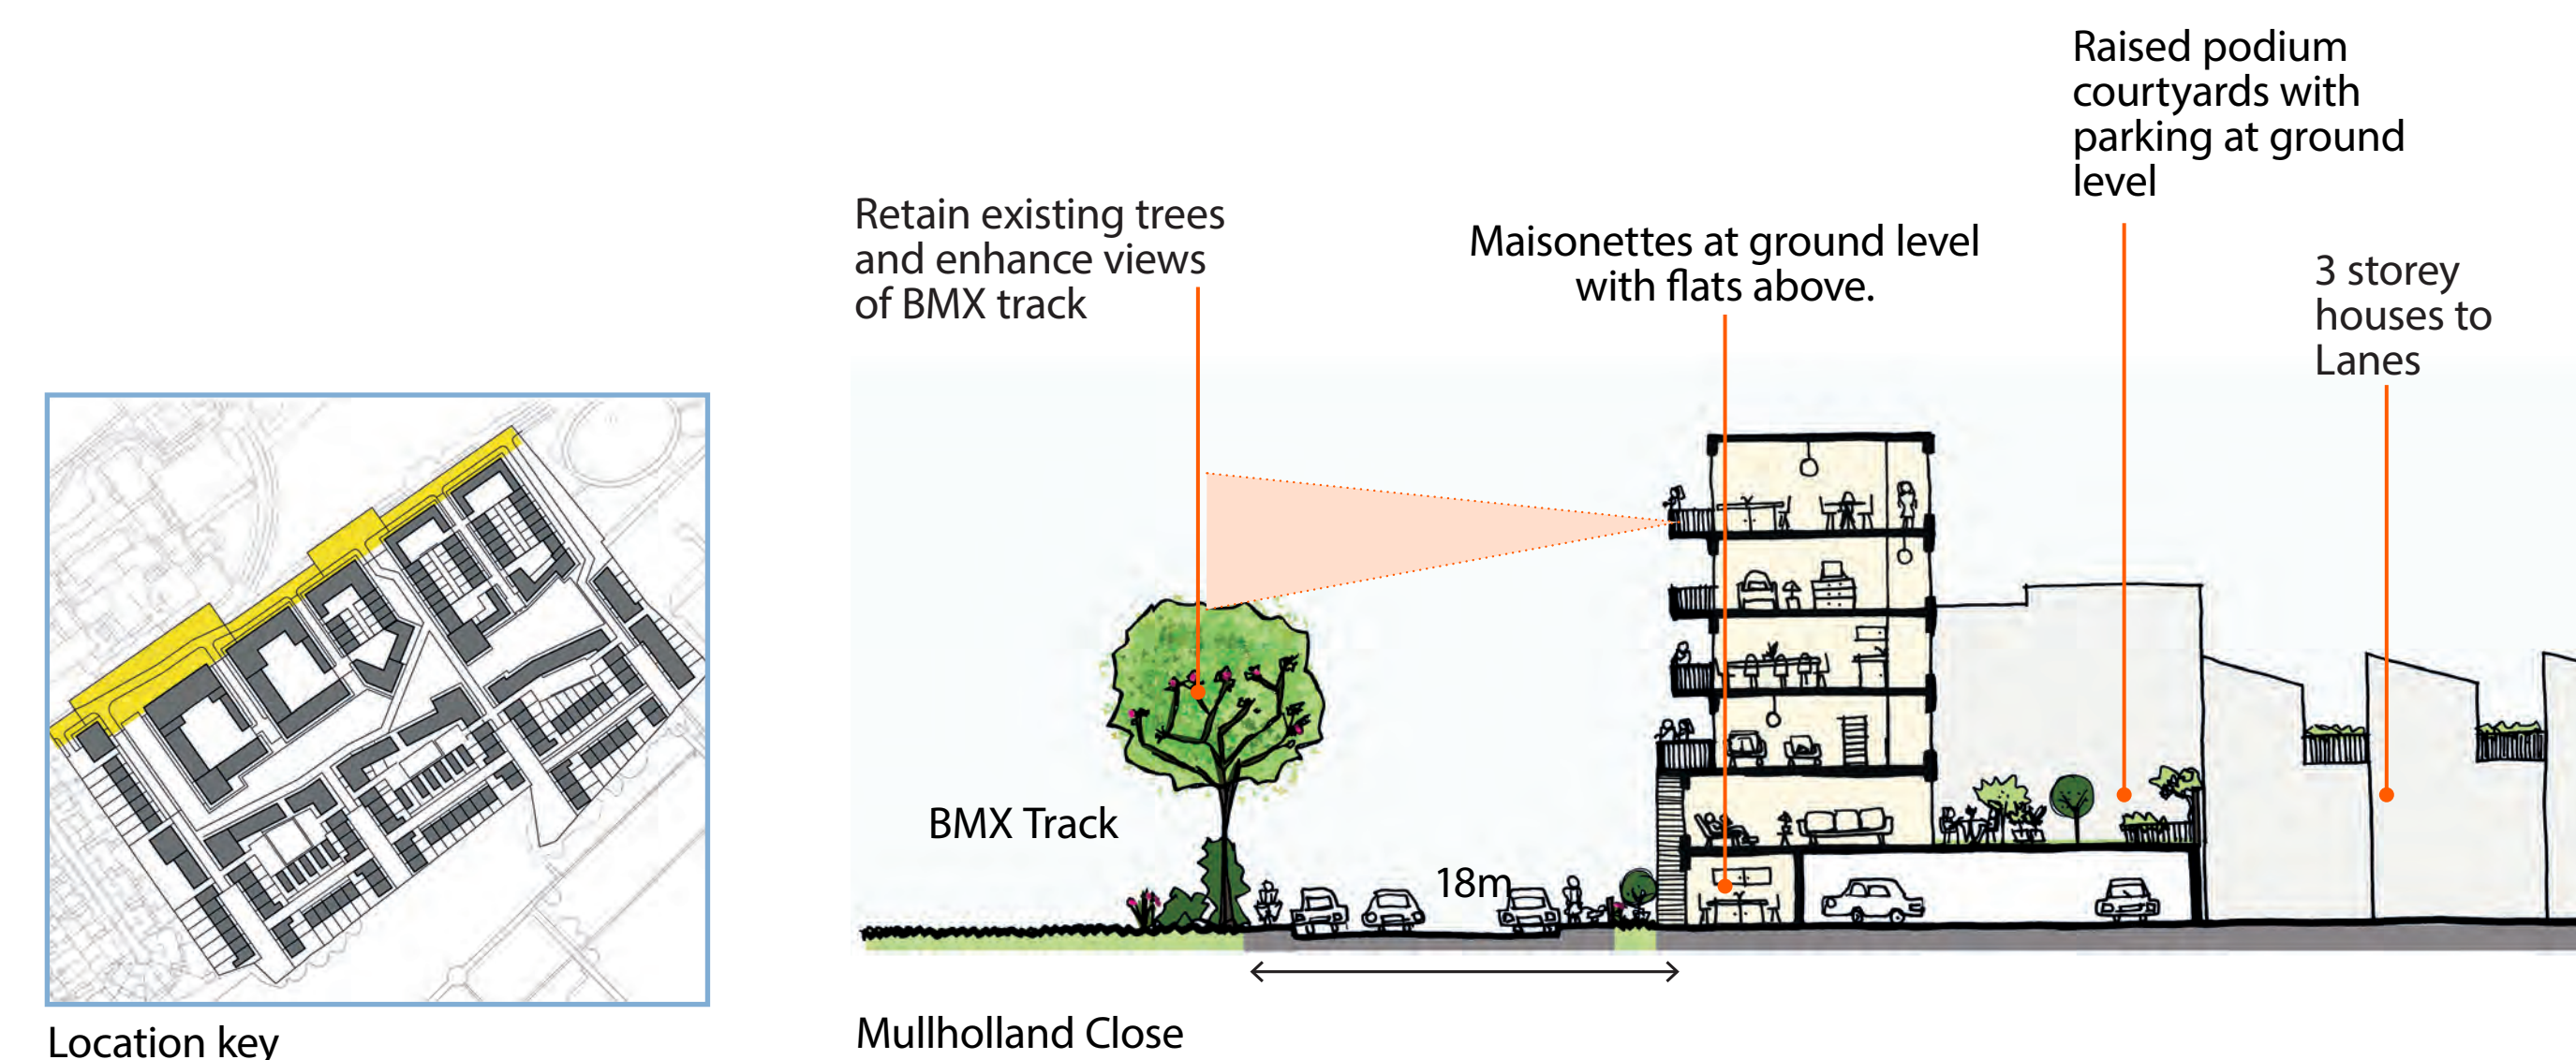 Raised podium
courtyards with
parking at ground
level
Retain existing trees
and enhance views
of BMX track
Maisonettes at ground level
with flats above.
3 storey
houses to
Lanes
BMX Track
18m
Location key
Mullholland Close